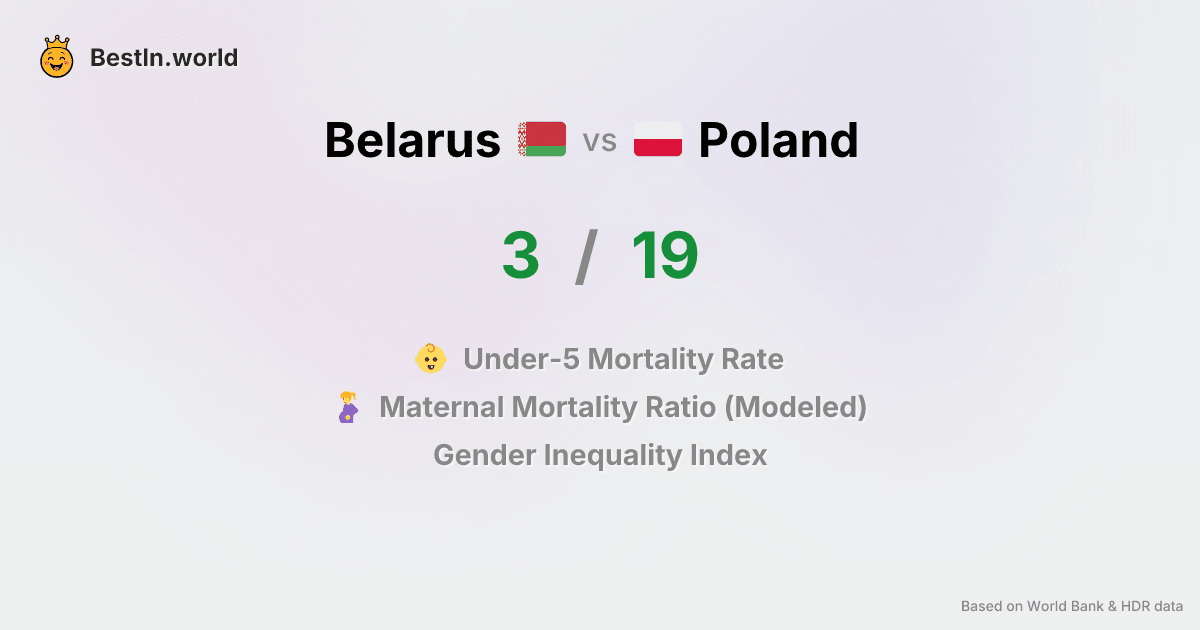 BestIn.world
Belarus vs Poland
3 / 19
Under-5 Mortality Rate
Maternal Mortality Ratio (Modeled)
Gender Inequality Index
Based on World Bank & HDR data